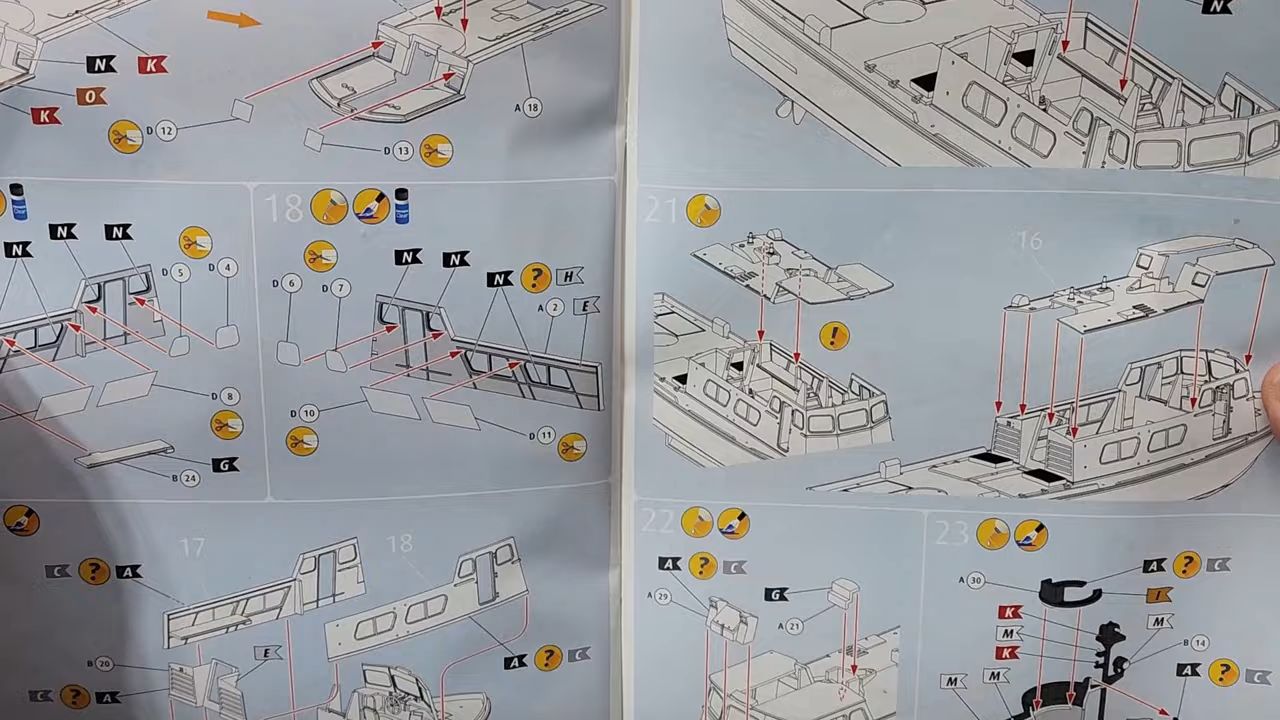 N K
O
K
D 12
D 13
A 18
N N N
D 5
D 4
D 8
G
B 24
18
D 6
D 7
N N N ? H
A 2 E
D 10
D 11
17
18
C ? A
B 20
E
C ? A
A ? C
N
21
16
!
22
A ? C
A 29
G
A 21
23
A 30
A ? C
I
K
M
K
M
B 14
M M
A ? C